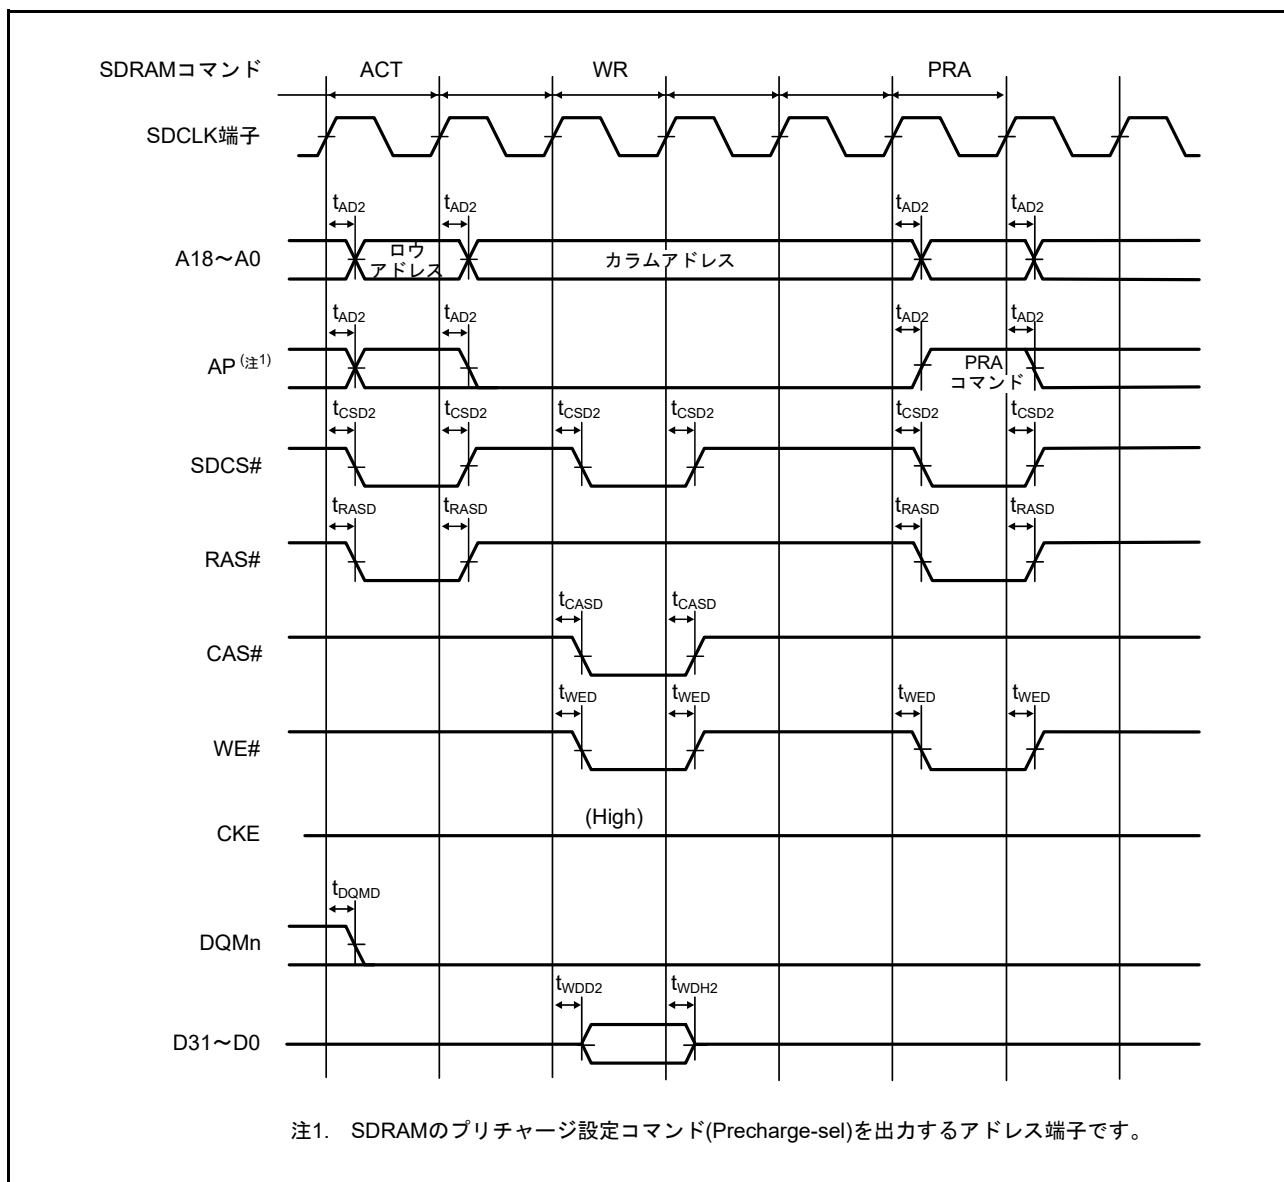 SDRAMコマンド ACT WR PRA
SDCLK端子
tAD2 tAD2 tAD2 tAD2
A18～A0 ロウ アドレス カラムアドレス
tAD2 tAD2 tAD2 tAD2
AP (注1) PRA コマンド
tCSD2 tCSD2 tCSD2 tCSD2 tCSD2 tCSD2
SDCS#
tRASD tRASD tRASD tRASD
RAS#
tCASD tCASD
CAS#
tWED tWED tWED tWED
WE#
(High)
CKE
tDQMD
DQMn
tWDD2 tWDH2
D31～D0
注1. SDRAMのプリチャージ設定コマンド(Precharge-sel)を出力するアドレス端子です。